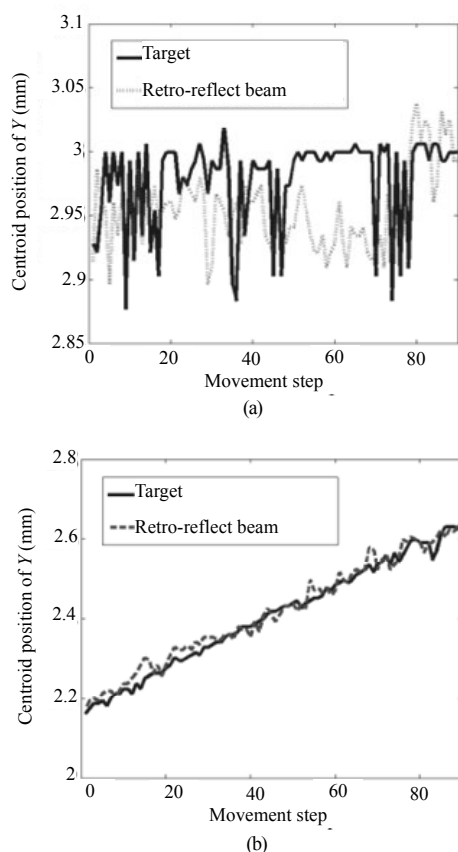 3.1
3.05
3
2.95
2.9
2.85
Centroid position of Y (mm)
Target
Retro-reflect beam
0 20 40 60 80
Movement step
(a)
2.8
2.6
2.4
2.2
2
Centroid position of Y (mm)
Target
Retro-reflect beam
0 20 40 60 80
Movement step
(b)